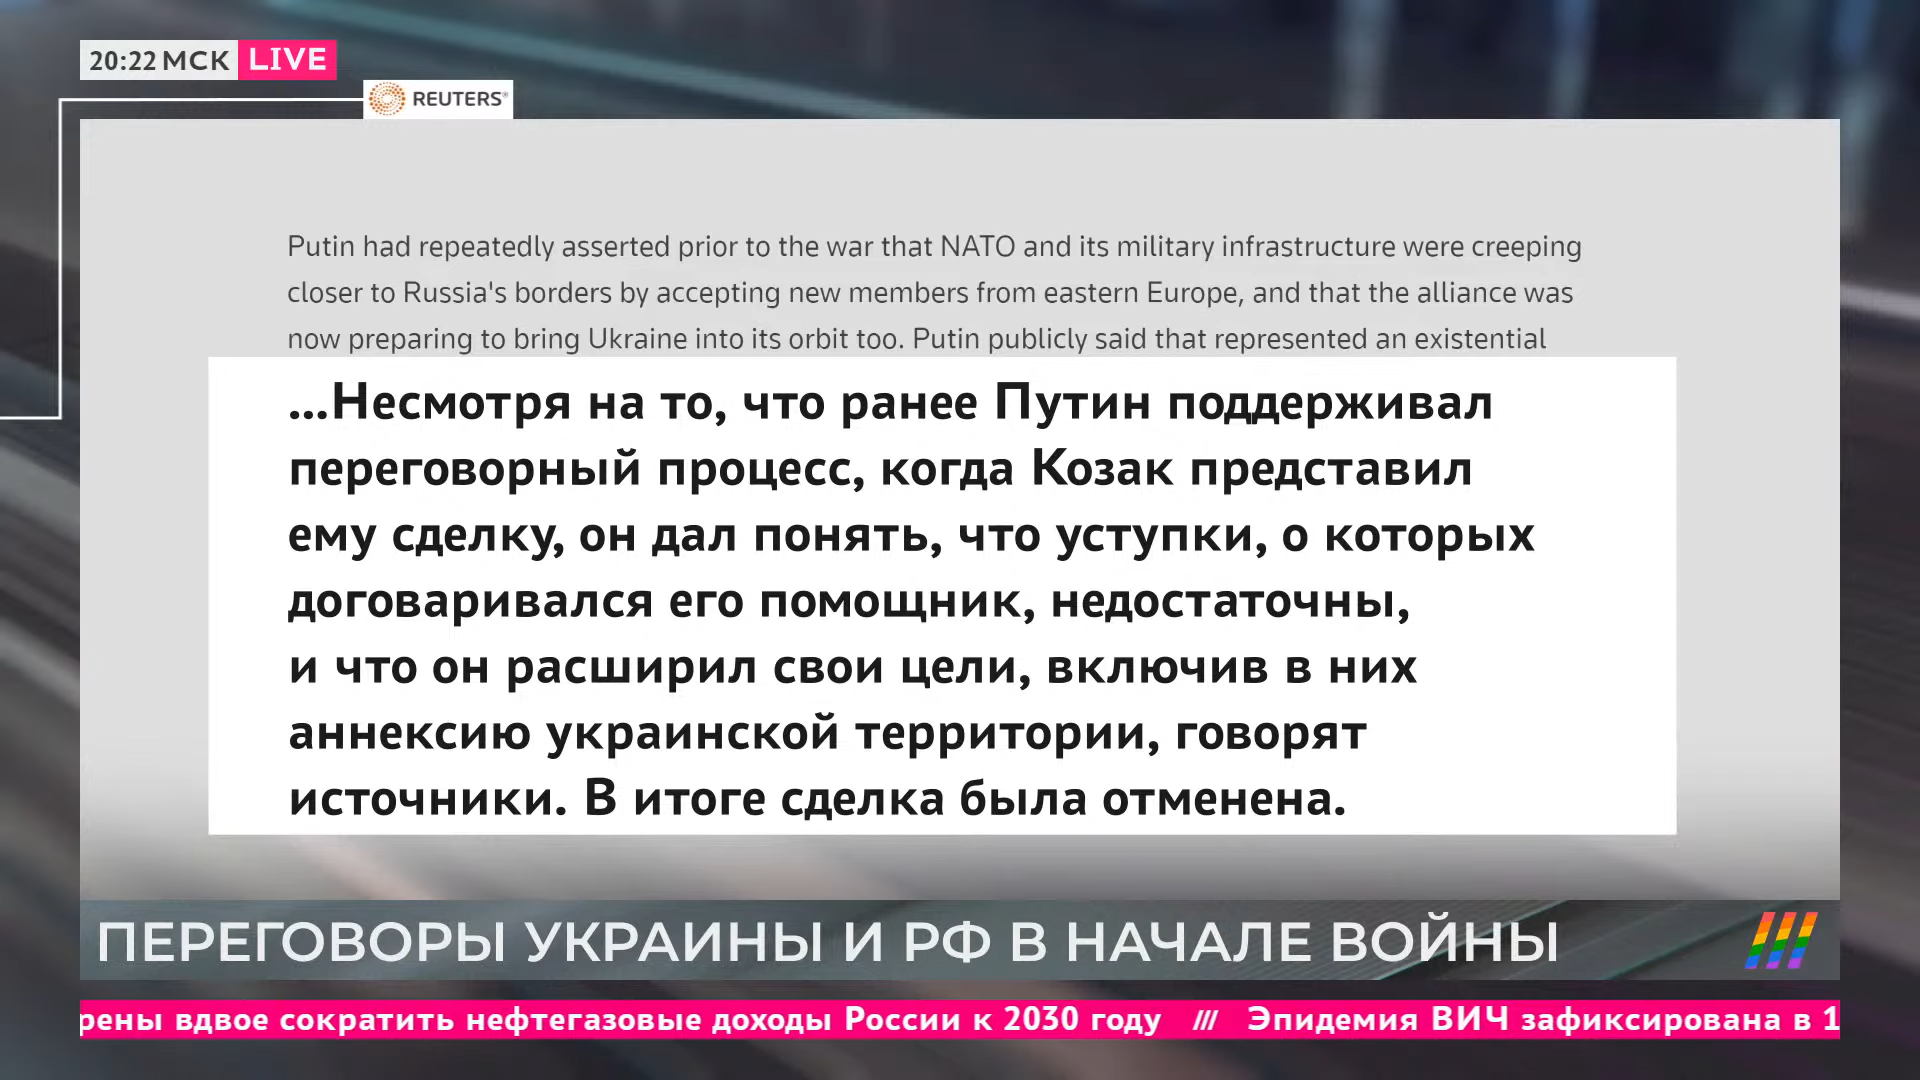 20:22 МСК LIVE
REUTERS®
Putin had repeatedly asserted prior to the war that NATO and its military infrastructure were creeping
closer to Russia's borders by accepting new members from eastern Europe, and that the alliance was
now preparing to bring Ukraine into its orbit too. Putin publicly said that represented an existential
...Несмотря на то, что ранее Путин поддерживал
переговорный процесс, когда Козак представил
ему сделку, он дал понять, что уступки, о которых
договаривался его помощник, недостаточны,
и что он расширил свои цели, включив в них
аннексию украинской территории, говорят
источники. В итоге сделка была отменена.
ПЕРЕГОВОРЫ УКРАИНЫ И РФ В НАЧАЛЕ ВОЙНЫ
рены вдвое сократить нефтегазовые доходы России к 2030 году /// Эпидемия ВИЧ зафиксирована в 1